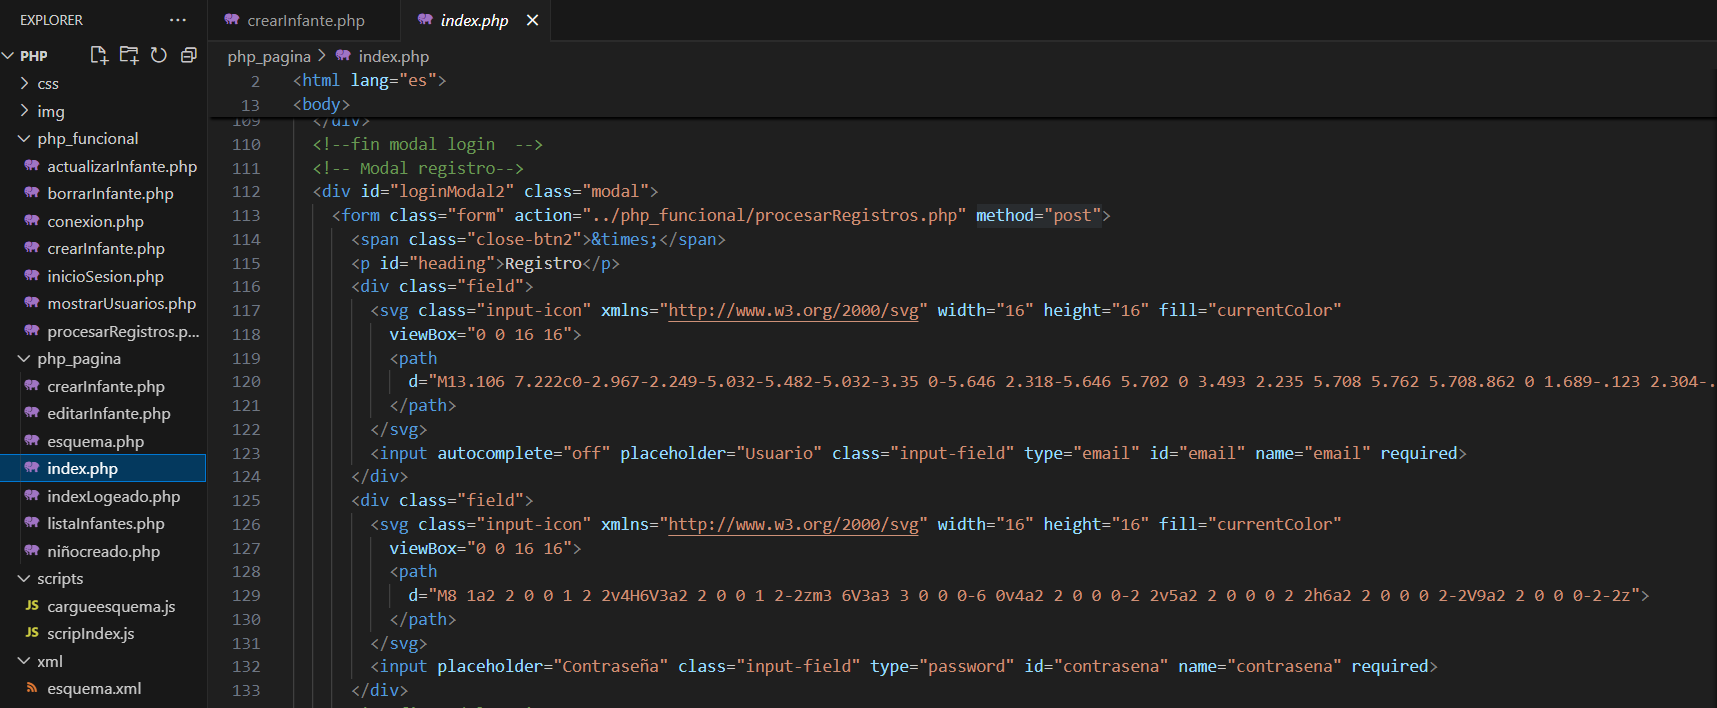 EXPLORER ...
PHP
css
img
php_funcional
actualizarInfante.php
borrarInfante.php
conexion.php
crearInfante.php
inicioSesion.php
mostrarUsuarios.php
procesarRegistros.p...
php_pagina
crearInfante.php
editarInfante.php
esquema.php
index.php
indexLogeado.php
listaInfantes.php
niñocreado.php
scripts
JS cargueesquema.js
JS scripIndex.js
xml
esquema.xml
crearInfante.php index.php
php_pagina > index.php
2 <html lang="es">
13 <body>
109 </div>
110 <!--fin modal login  -->
111 <!-- Modal registro-->
112 <div id="loginModal2" class="modal">
113 <form class="form" action="../php_funcional/procesarRegistros.php" method="post">
114 <span class="close-btn2">&times;</span>
115 <p id="heading">Registro</p>
116 <div class="field">
117 <svg class="input-icon" xmlns="http://www.w3.org/2000/svg" width="16" height="16" fill="currentColor"
118 viewBox="0 0 16 16">
119 <path
120 d="M13.106 7.222c0-2.967-2.249-5.032-5.482-5.032-3.35 0-5.646 2.318-5.646 5.702 0 3.493 2.235 5.708 5.762 5.708.862 0 1.689-.123 2.304-.
121 </path>
122 </svg>
123 <input autocomplete="off" placeholder="Usuario" class="input-field" type="email" id="email" name="email" required>
124 </div>
125 <div class="field">
126 <svg class="input-icon" xmlns="http://www.w3.org/2000/svg" width="16" height="16" fill="currentColor"
127 viewBox="0 0 16 16">
128 <path
129 d="M8 1a2 2 0 0 1 2 2v4H6V3a2 2 0 0 1 2-2zm3 6V3a3 3 0 0 0-6 0v4a2 2 0 0 0-2 2v5a2 2 0 0 0 2 2h6a2 2 0 0 0 2-2V9a2 2 0 0 0-2-2z">
130 </path>
131 </svg>
132 <input placeholder="Contraseña" class="input-field" type="password" id="contrasena" name="contrasena" required>
133 </div>